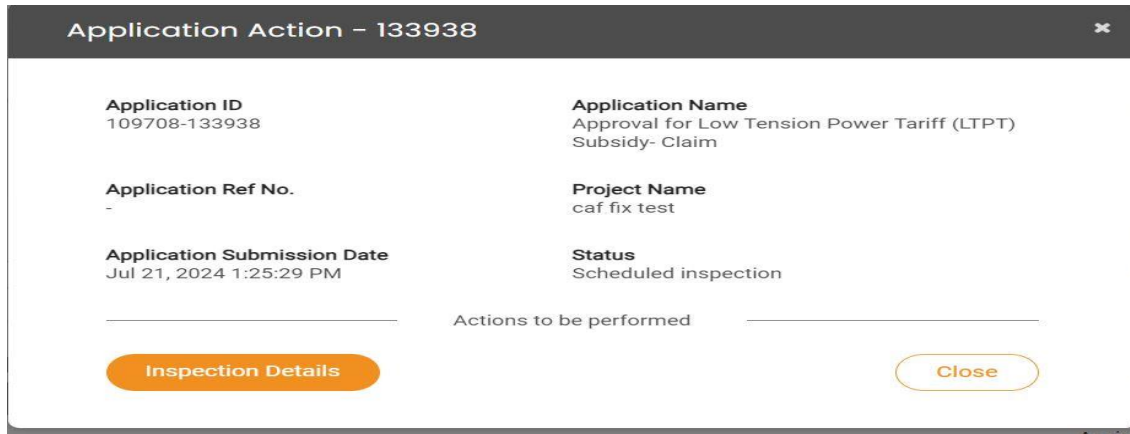 Application Action - 133938
Application ID
109708-133938
Application Name
Approval for Low Tension Power Tariff (LTPT)
Subsidy- Claim
Application Ref No.
-
Project Name
caf fix test
Application Submission Date
Jul 21, 2024 1:25:29 PM
Status
Scheduled inspection
Actions to be performed
Inspection Details
Close